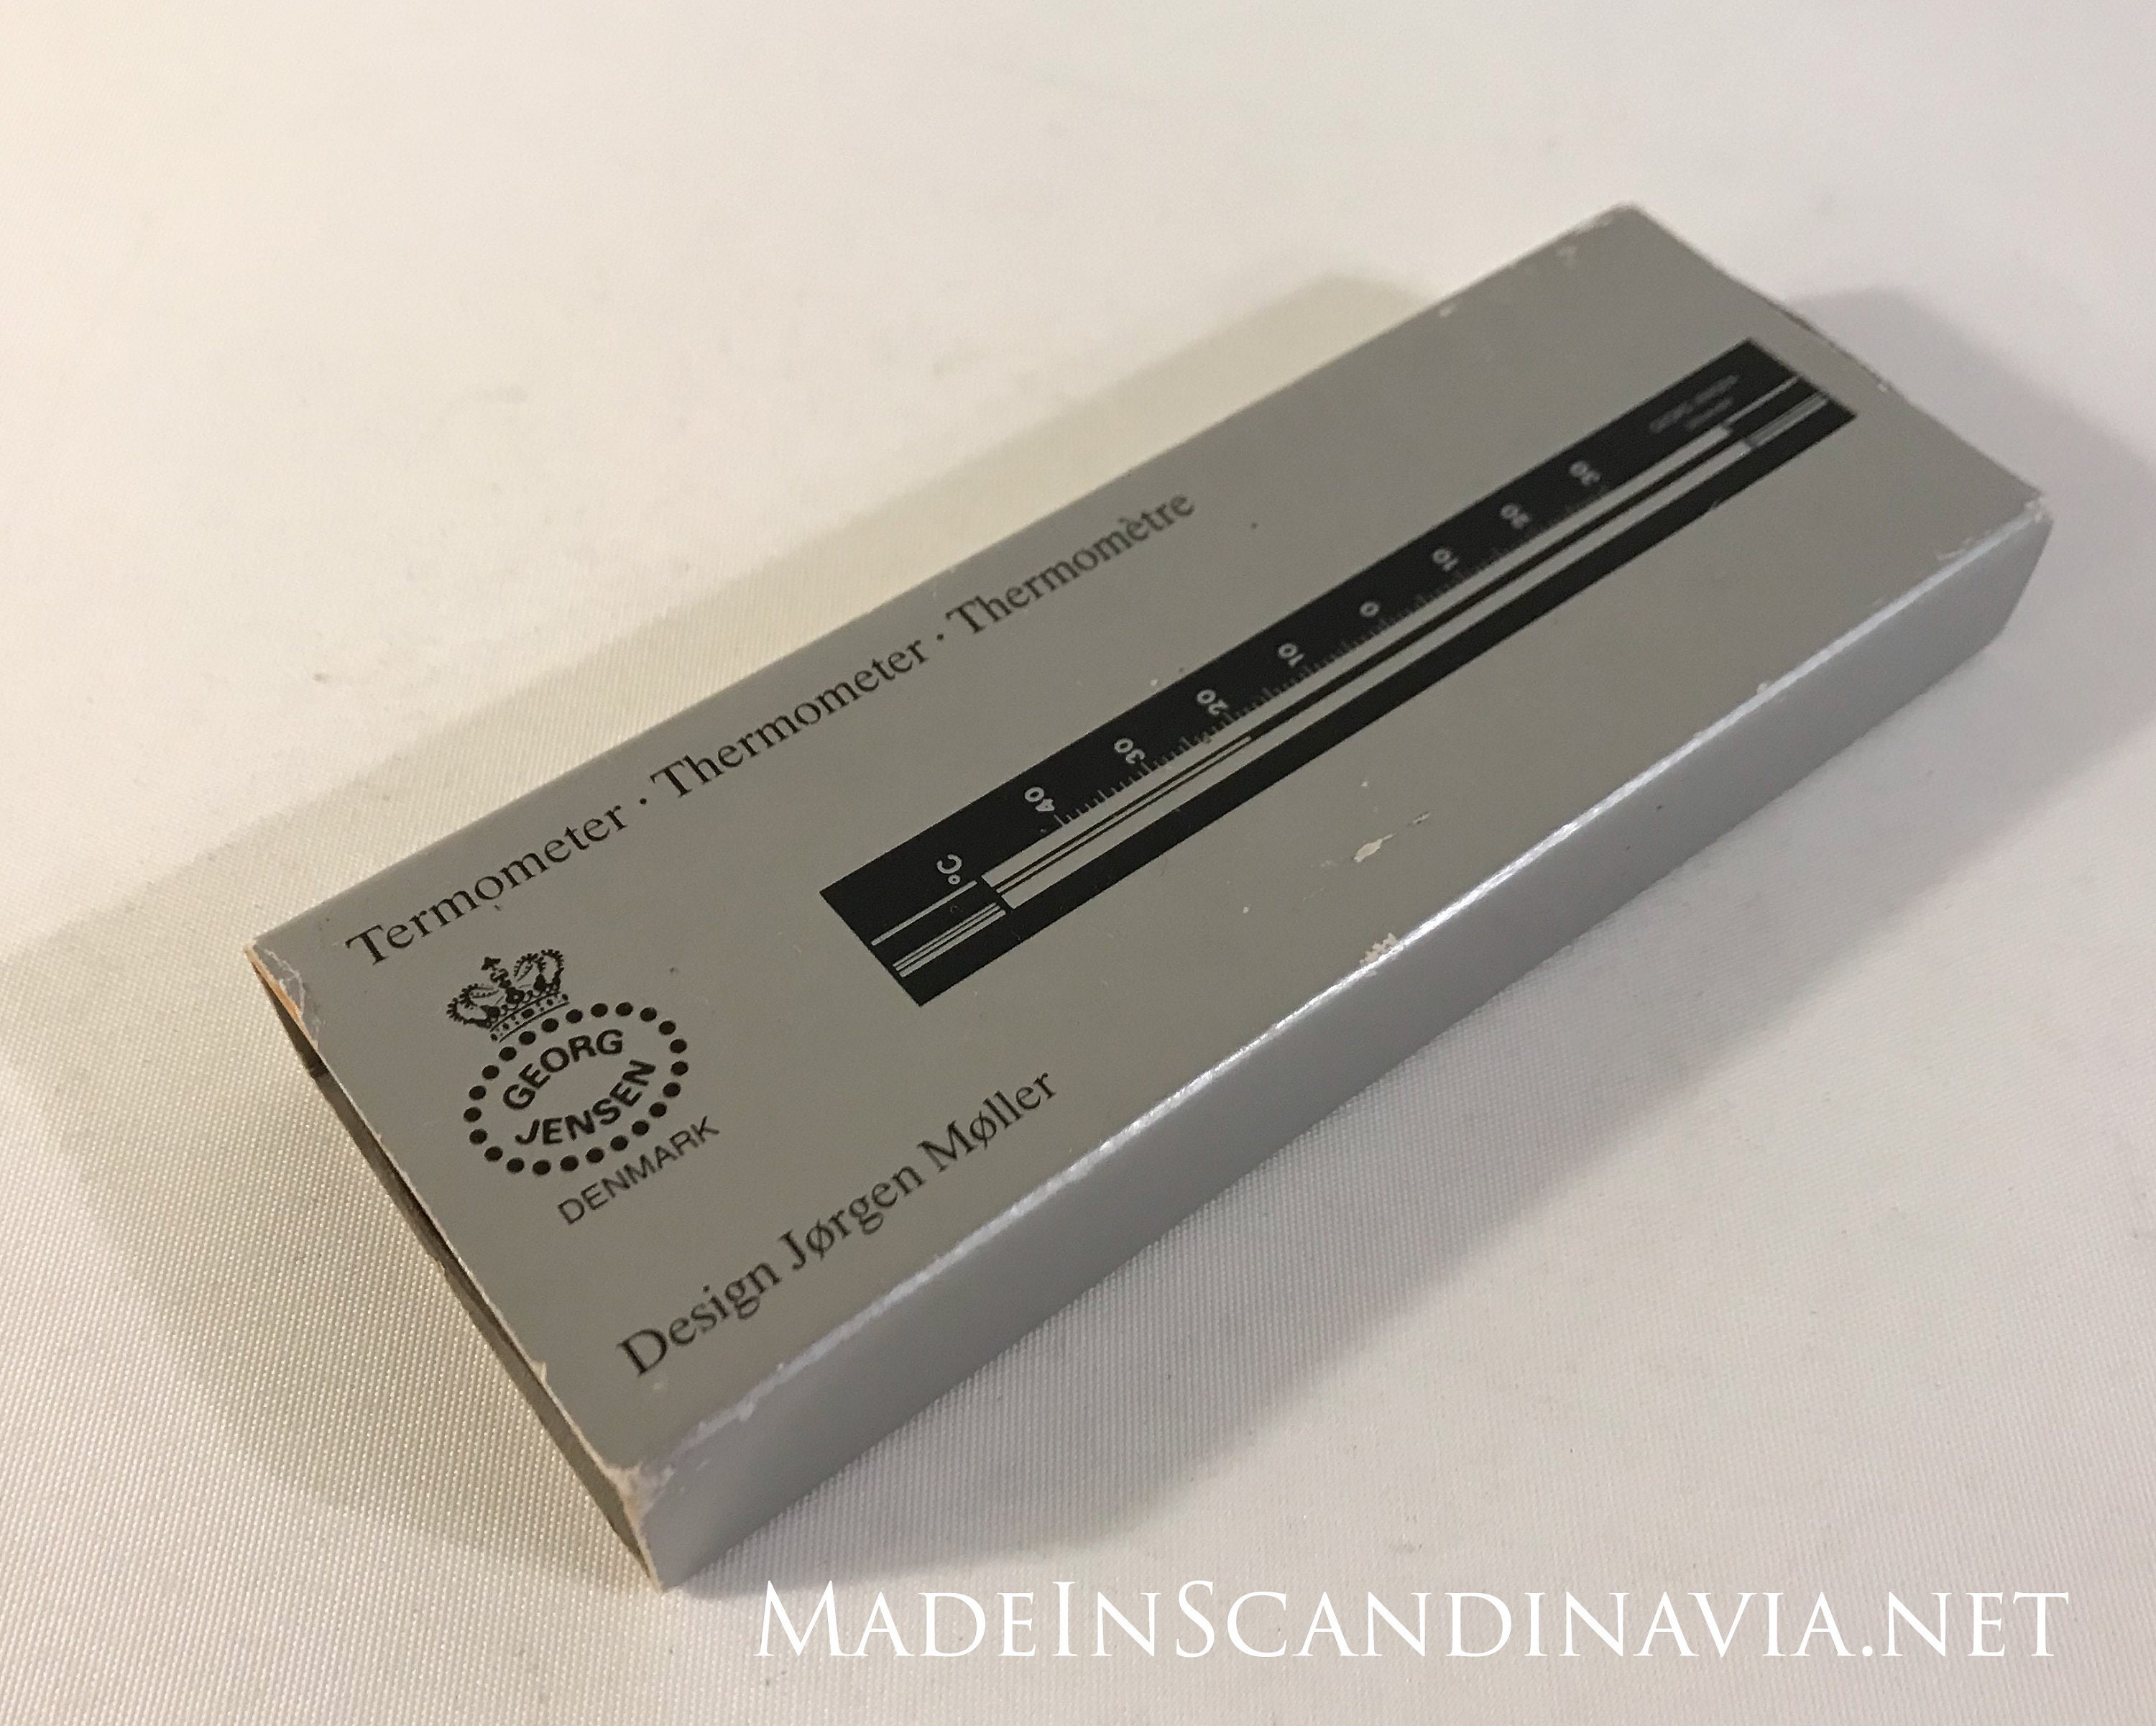 Termometer · Thermometer · Thermomètre
GEORG
JENSEN
DENMARK
°C
40
30
20
10
0
10
20
30
Design Jørgen Møller
MADEINSCANDINAVIA.NET